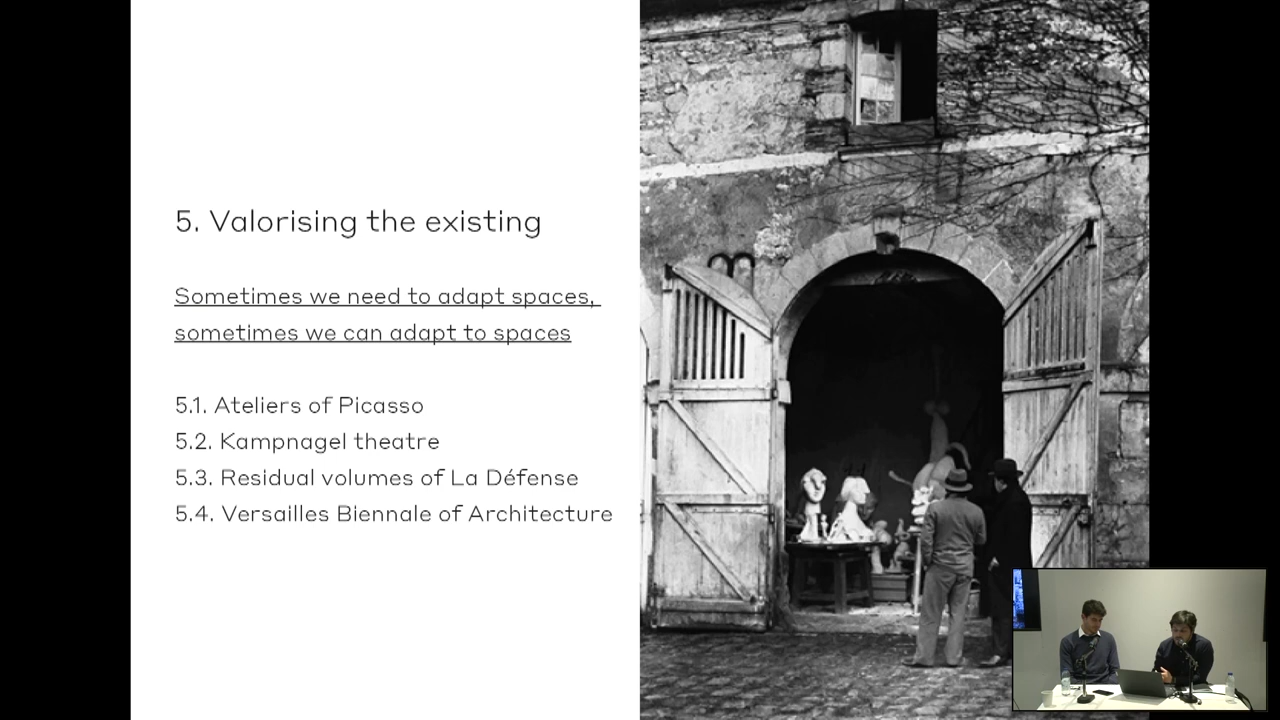 5. Valorising the existing
Sometimes we need to adapt spaces,
sometimes we can adapt to spaces
5.1. Ateliers of Picasso
5.2. Kampnagel theatre
5.3. Residual volumes of La Défense
5.4. Versailles Biennale of Architecture